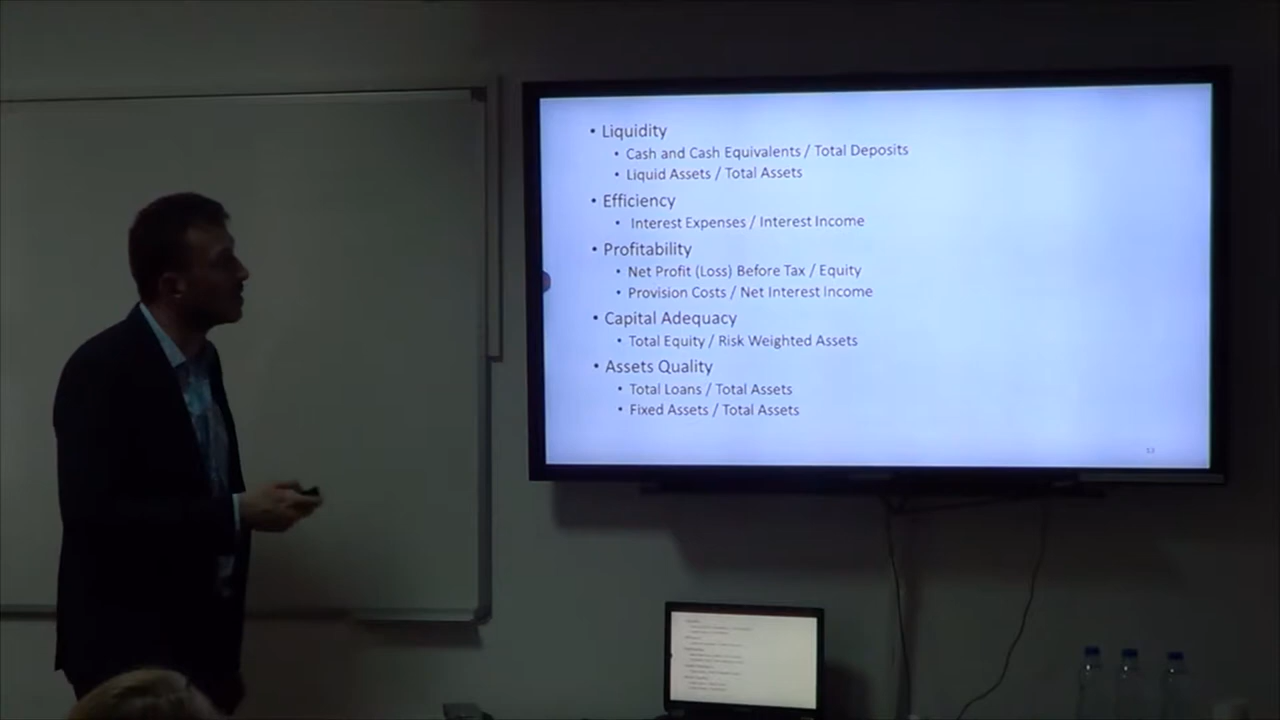 • Liquidity
• Cash and Cash Equivalents / Total Deposits
• Liquid Assets / Total Assets
• Efficiency
• Interest Expenses / Interest Income
• Profitability
• Net Profit (Loss) Before Tax / Equity
• Provision Costs / Net Interest Income
• Capital Adequacy
• Total Equity / Risk Weighted Assets
• Assets Quality
• Total Loans / Total Assets
• Fixed Assets / Total Assets